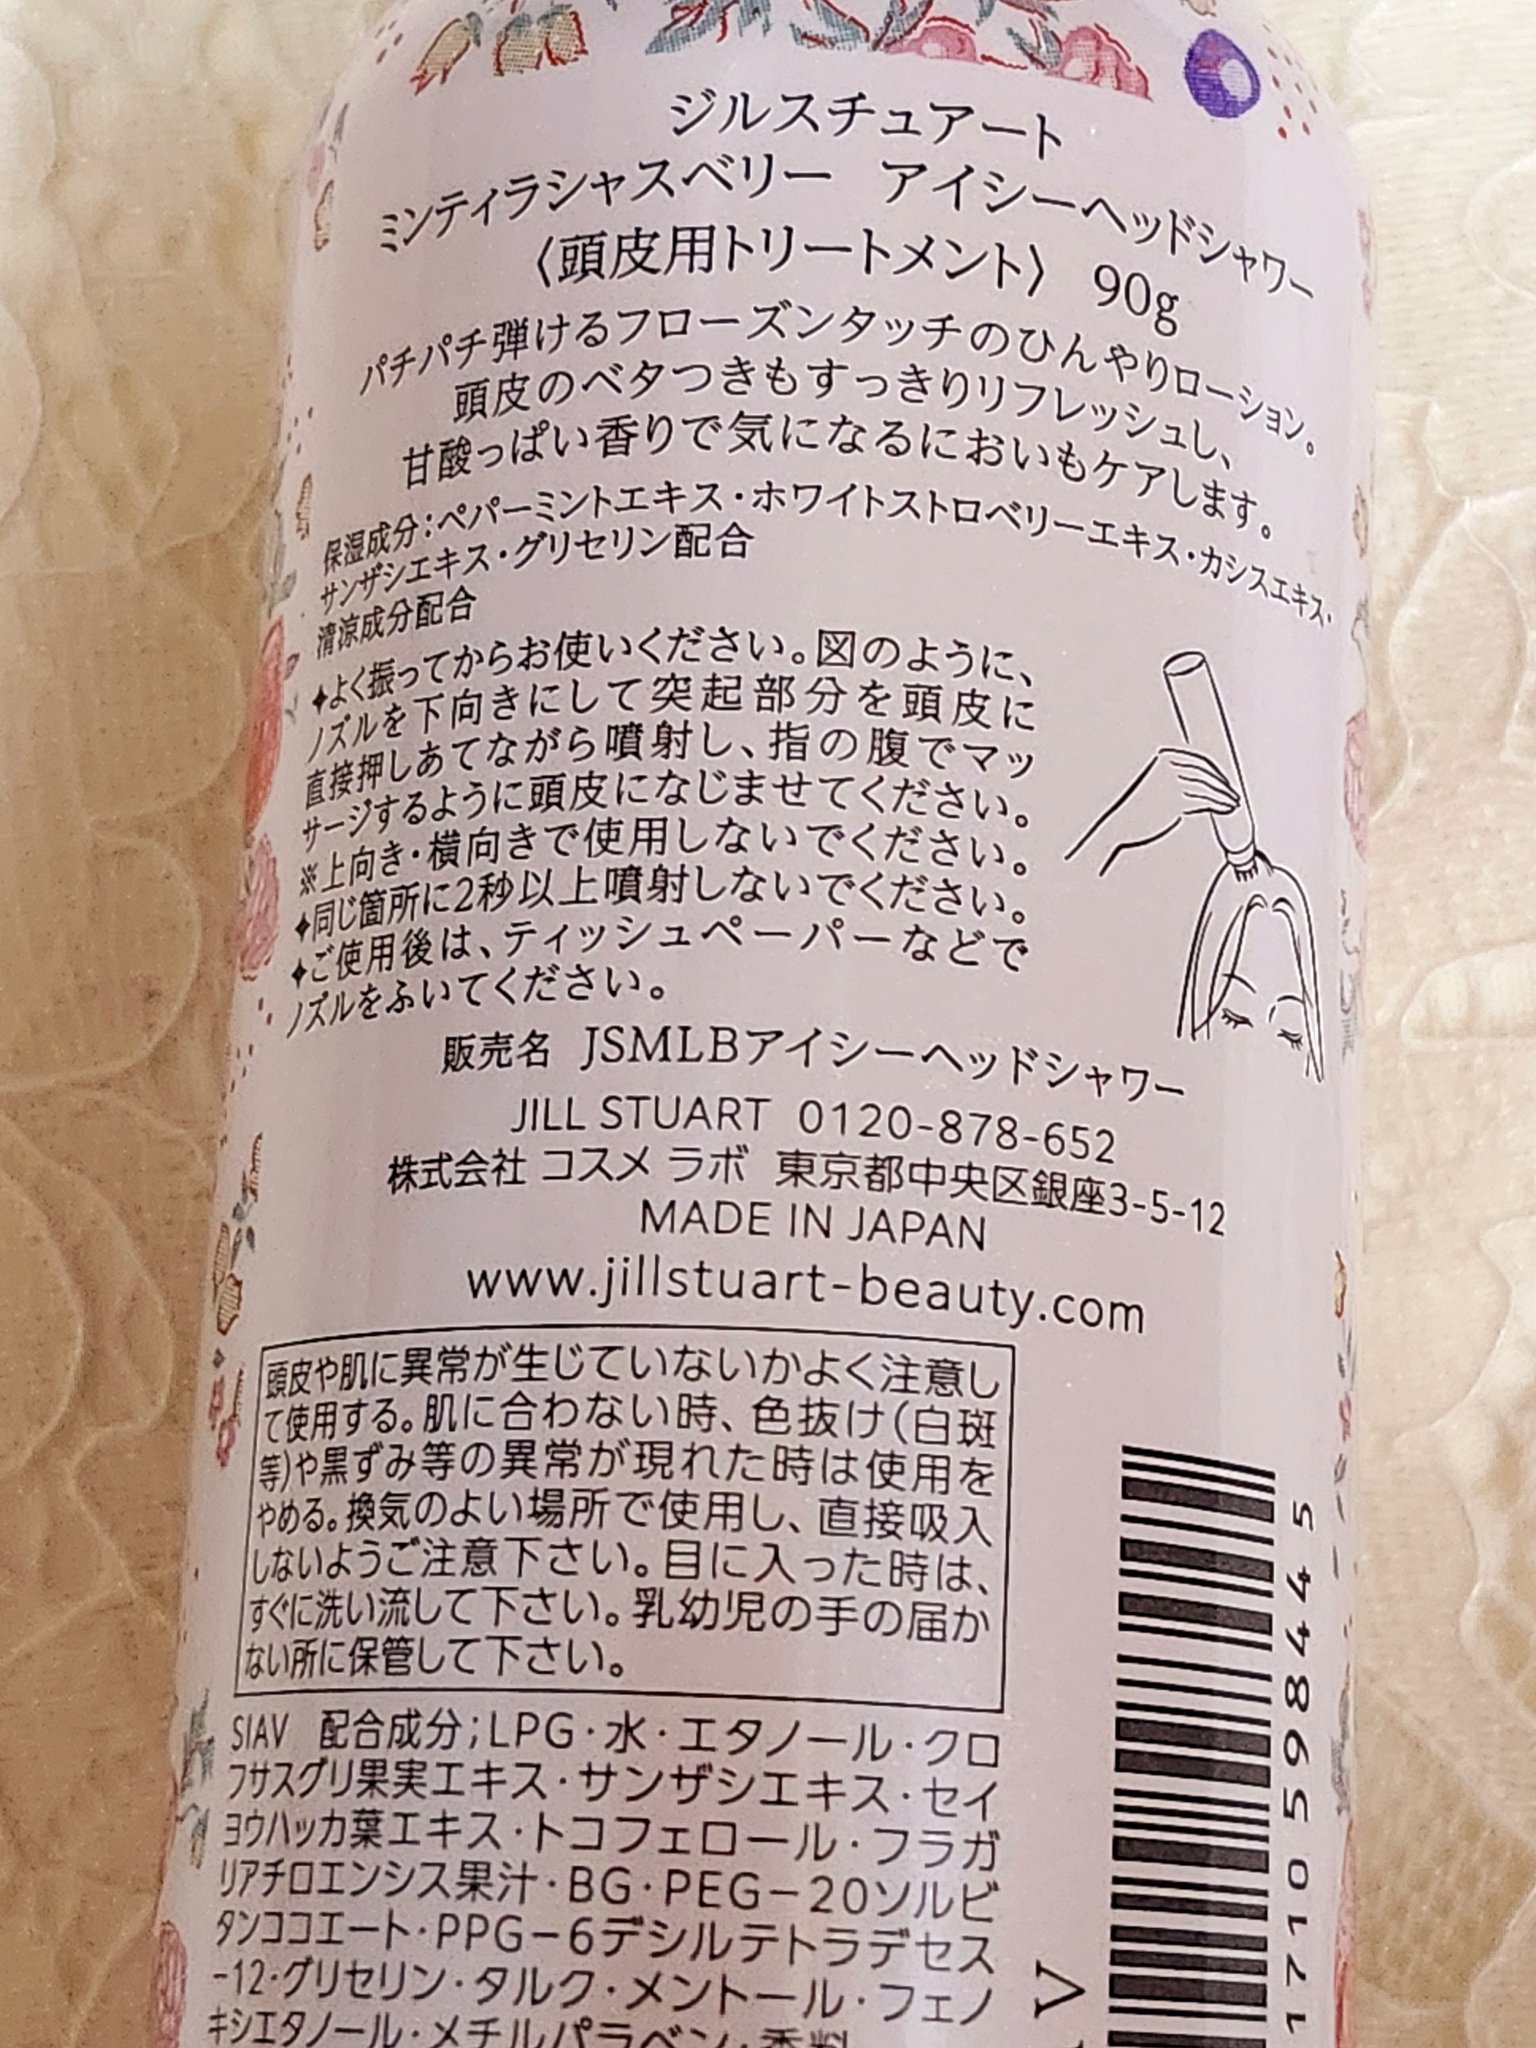 ジルスチュアート
ミンティラシャスベリー アイシーヘッドシャワー
〈頭皮用トリートメント〉 90g
パチパチ弾けるフローズンタッチのひんやりローション。
頭皮のベタつきもすっきりリフレッシュし、
甘酸っぱい香りで気になるにおいもケアします。
保湿成分：ペパーミントエキス・ホワイトストロベリーエキス・カシスエキス・
サンザシエキス・グリセリン配合
清涼成分配合
✦よく振ってからお使いください。図のように、
ノズルを下向きにして突起部分を頭皮に
直接押しあてながら噴射し、指の腹でマッ
サージするように頭皮になじませてください。
※上向き・横向きで使用しないでください。
✦同じ箇所に2秒以上噴射しないでください。
✦ご使用後は、ティッシュペーパーなどで
ノズルをふいてください。
販売名 JSMLBアイシーヘッドシャワー
JILL STUART 0120-878-652
株式会社 コスメ ラボ 東京都中央区銀座3-5-12
MADE IN JAPAN
www.jillstuart-beauty.com
頭皮や肌に異常が生じていないかよく注意し
て使用する。肌に合わない時、色抜け(白斑
等)や黒ずみ等の異常が現れた時は使用を
やめる。換気のよい場所で使用し、直接吸入
しないようご注意下さい。目に入った時は、
すぐに洗い流して下さい。乳幼児の手の届か
ない所に保管して下さい。
SIAV 配合成分；LPG・水・エタノール・クロ
フサスグリ果実エキス・サンザシエキス・セイ
ヨウハッカ葉エキス・トコフェロール・フラガ
リアチロエンシス果汁・BG・PEG－20ソルビ
タンココエート・PPG－6デシルテトラデセス
－12・グリセリン・タルク・メントール・フェノ
キシエタノール・メチルパラベン・香料
1710598445